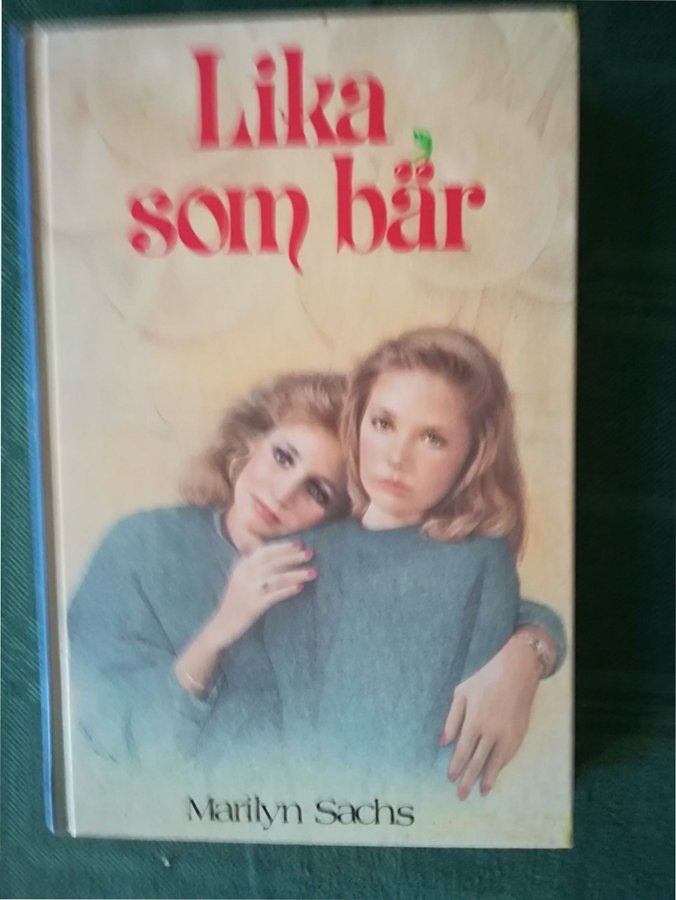 Lika
som bär
Marilyn Sachs